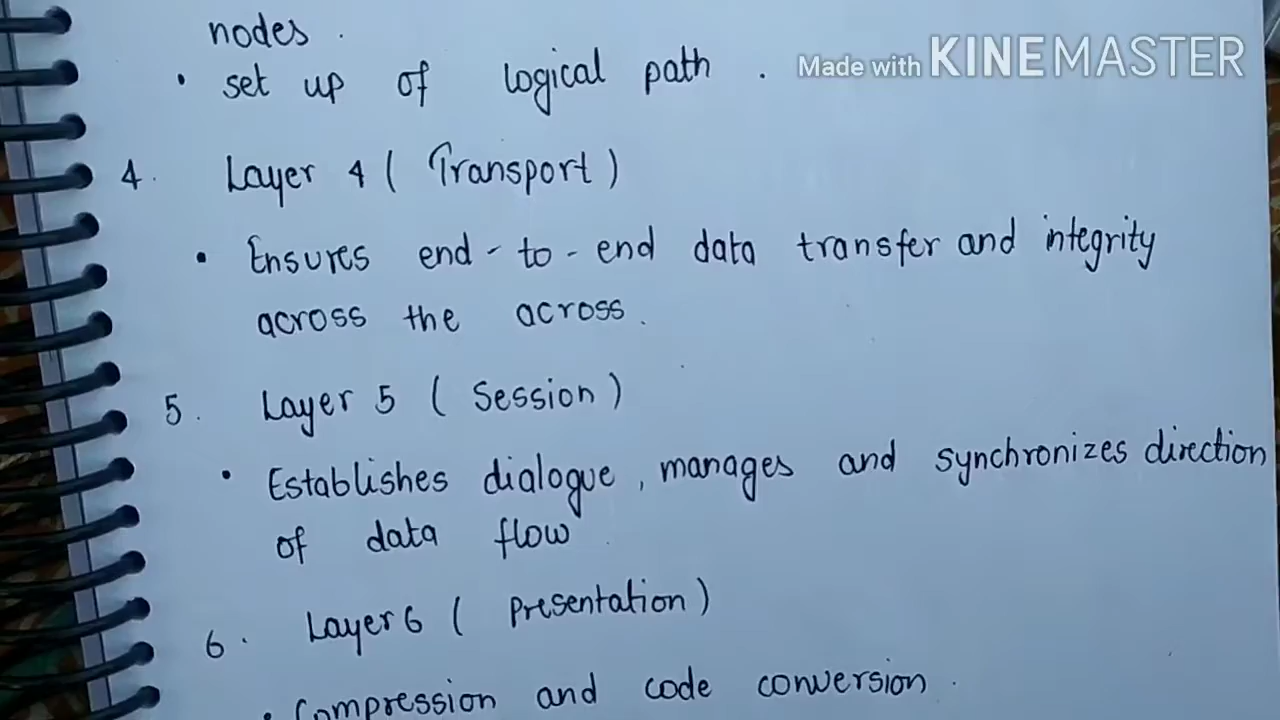 nodes.
• set up of logical path.
Made with KINEMASTER
4. Layer 4 ( Transport )
• Ensures end-to-end data transfer and integrity
across the across.
5. Layer 5 ( Session )
• Establishes dialogue, manages and synchronizes direction
of data flow
6. Layer 6 ( Presentation )
• Compression and code conversion.